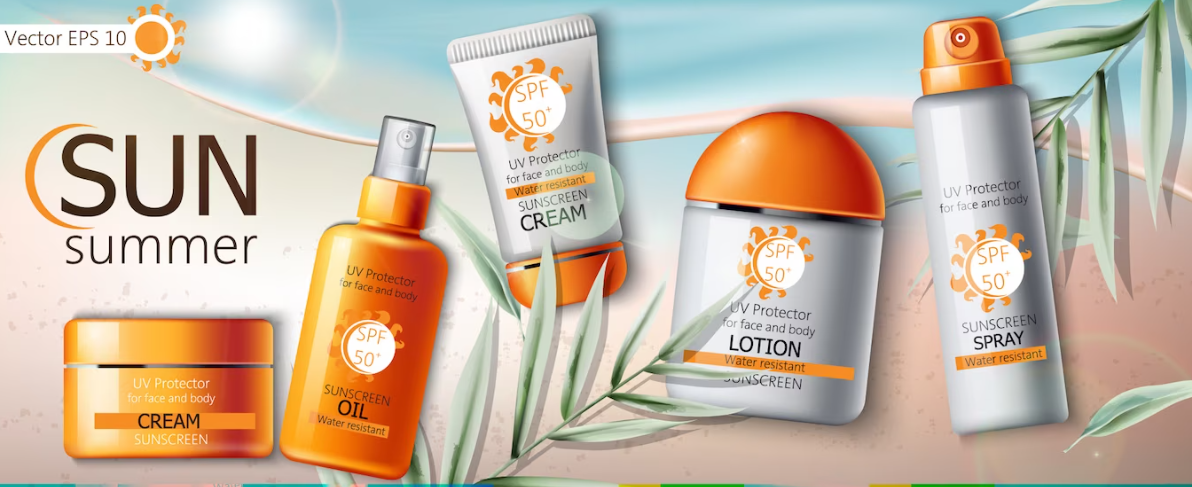 Vector EPS 10
SUN
summer
UV Protector
for face and body
CREAM
SUNSCREEN
UV Protector
for face and body
SPF
50+
SUNSCREEN
OIL
Water resistant
SPF
50+
UV Protector
for face and body
Water resistant
SUNSCREEN
CREAM
SPF
50+
UV Protector
for face and body
LOTION
Water resistant
SUNSCREEN
UV Protector
for face and body
SPF
50+
SUNSCREEN
SPRAY
Water resistant